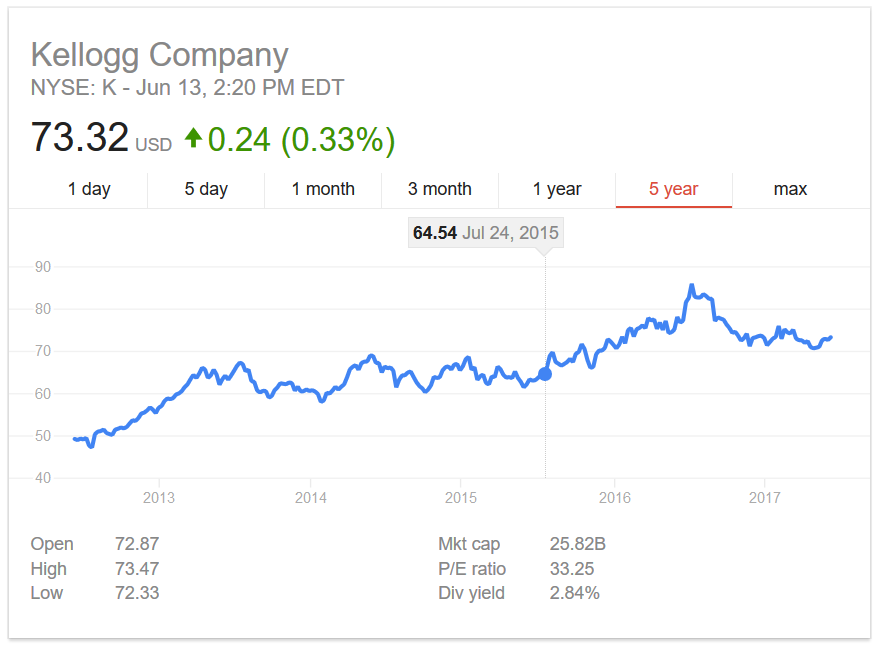 Kellogg Company
NYSE: K - Jun 13, 2:20 PM EDT
73.32 USD 0.24 (0.33%)
1 day 5 day 1 month 3 month 1 year 5 year max
64.54 Jul 24, 2015
90
80
70
60
50
40
2013 2014 2015 2016 2017
Open 72.87 Mkt cap 25.82B
High 73.47 P/E ratio 33.25
Low 72.33 Div yield 2.84%